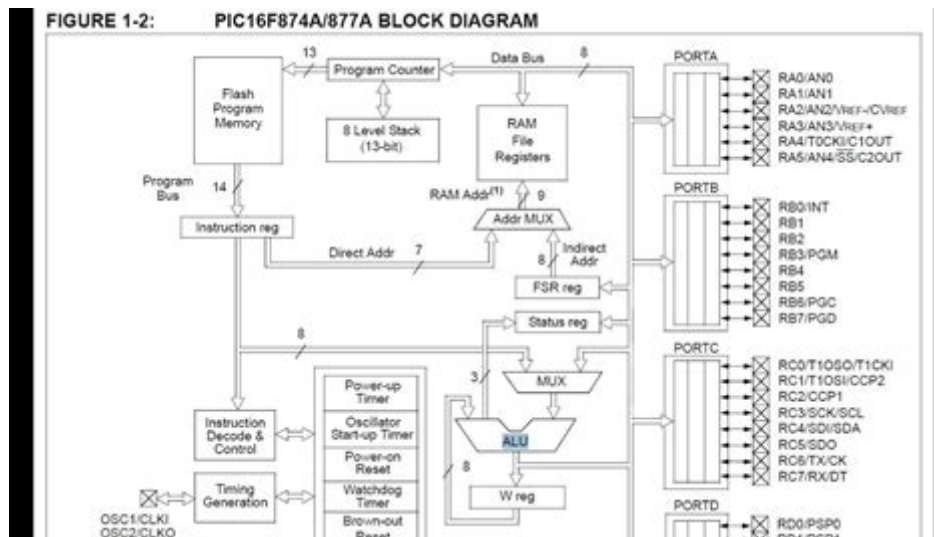 FIGURE 1-2: PIC16F874A/877A BLOCK DIAGRAM
13
Program Counter
Data Bus
8
Flash
Program
Memory
8 Level Stack
(13-bit)
RAM
File
Registers
Program
Bus
14
RAM Addr(1)
9
Addr MUX
Instruction reg
Direct Addr
7
Indirect
Addr
8
FSR reg
Status reg
8
3
MUX
Power-up
Timer
Instruction
Decode &
Control
Oscillator
Start-up Timer
ALU
Power-on
Reset
8
Timing
Generation
Watchdog
Timer
W reg
OSC1/CLKI
OSC2/CLKO
Brown-out
Reset
PORTA
RA0/AN0
RA1/AN1
RA2/AN2/VREF-/CVREF
RA3/AN3/VREF+
RA4/T0CKI/C1OUT
RA5/AN4/SS/C2OUT
PORTB
RB0/INT
RB1
RB2
RB3/PGM
RB4
RB5
RB6/PGC
RB7/PGD
PORTC
RC0/T1OSO/T1CKI
RC1/T1OSI/CCP2
RC2/CCP1
RC3/SCK/SCL
RC4/SDI/SDA
RC5/SDO
RC6/TX/CK
RC7/RX/DT
PORTD
RD0/PSP0
RD1/PSP1